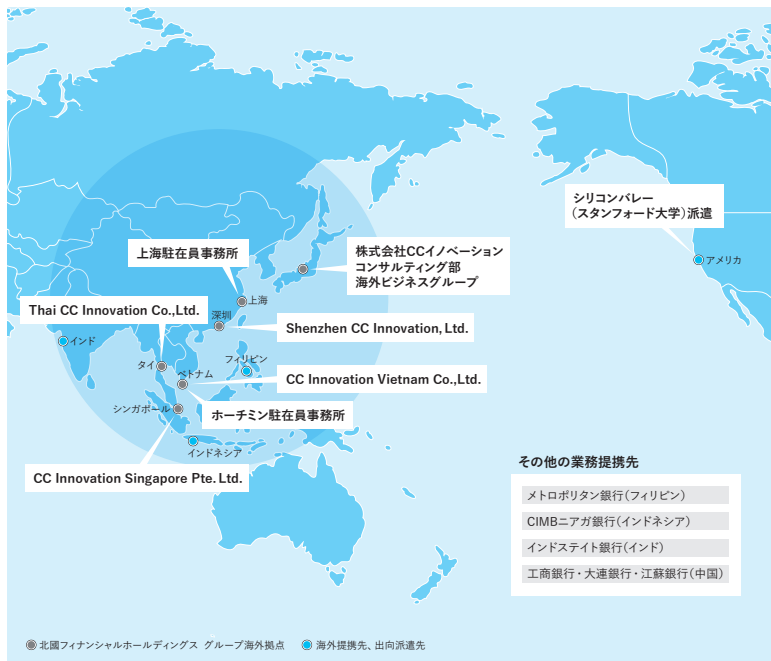 シリコンバレー
（スタンフォード大学）派遣
アメリカ
上海駐在員事務所
株式会社CCイノベーション
コンサルティング部
海外ビジネスグループ
上海
Thai CC Innovation Co.,Ltd.
深圳
Shenzhen CC Innovation, Ltd.
インド
フィリピン
タイ
ベトナム
CC Innovation Vietnam Co.,Ltd.
シンガポール
ホーチミン駐在員事務所
インドネシア
CC Innovation Singapore Pte. Ltd.
その他の業務提携先
メトロポリタン銀行（フィリピン）
CIMBニアガ銀行（インドネシア）
インドステイト銀行（インド）
工商銀行・大連銀行・江蘇銀行（中国）
北國フィナンシャルホールディングス グループ海外拠点
海外提携先、出向派遣先